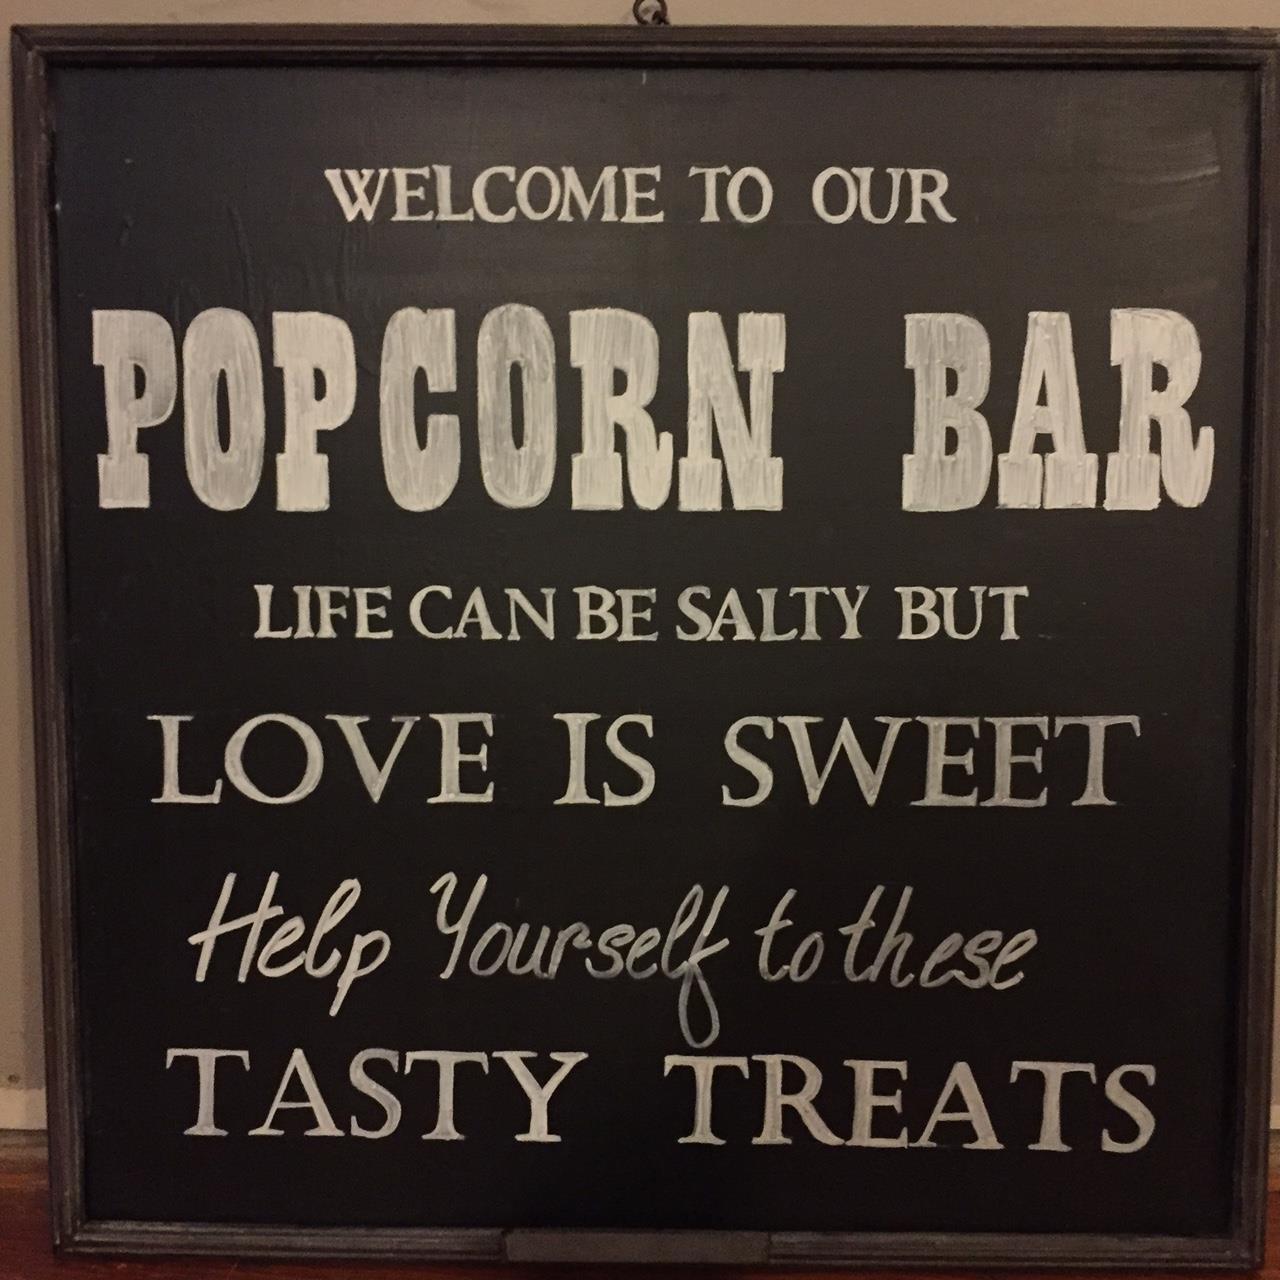 WELCOME TO OUR
POPCORN BAR
LIFE CAN BE SALTY BUT
LOVE IS SWEET
Help Yourself to these
TASTY TREATS